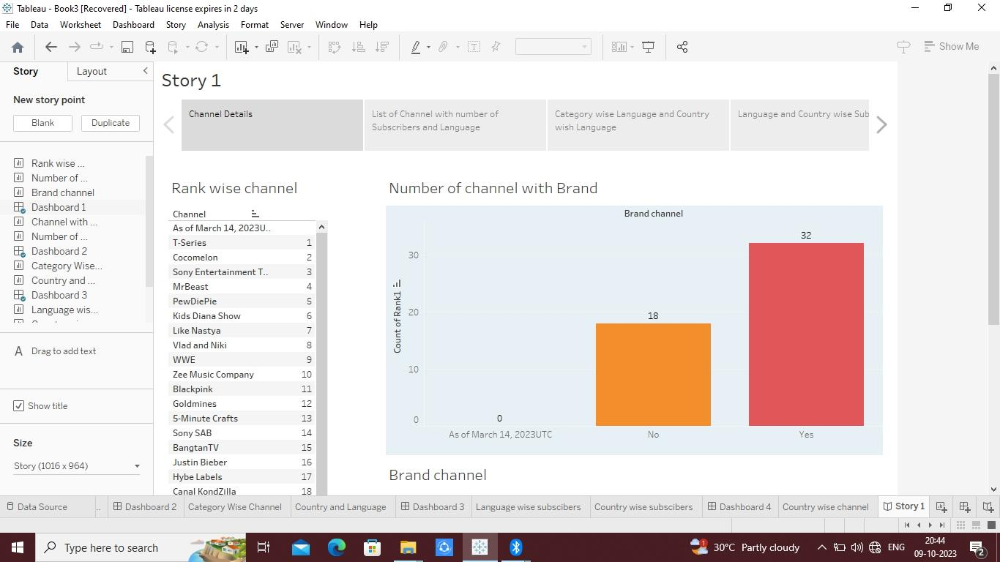 Tableau - Book3 [Recovered] - Tableau license expires in 2 days
File Data Worksheet Dashboard Story Analysis Format Server Window Help
Show Me
Story Layout
New story point
Blank Duplicate
Rank wise ...
Number of ...
Brand channel
Dashboard 1
Channel with ...
Number of ...
Dashboard 2
Category Wise...
Country and ...
Dashboard 3
Language wis...
A Drag to add text
Show title
Size
Story (1016 x 964)
Story 1
Channel Details
List of Channel with number of
Subscribers and Language
Category wise Language and Country
wish Language
Language and Country wise Sub
Rank wise channel
Channel
As of March 14, 2023U..
T-Series 1
Cocomelon 2
Sony Entertainment T.. 3
MrBeast 4
PewDiePie 5
Kids Diana Show 6
Like Nastya 7
Vlad and Niki 8
WWE 9
Zee Music Company 10
Blackpink 11
Goldmines 12
5-Minute Crafts 13
Sony SAB 14
BangtanTV 15
Justin Bieber 16
Hybe Labels 17
Canal KondZilla 18
Number of channel with Brand
Brand channel
32
30
Count of Rank1
20
18
10
0
0
As of March 14, 2023UTC No Yes
Brand channel
Data Source .. Dashboard 2 Category Wise Channel Country and Language Dashboard 3 Language wise subscibers Country wise subscibers Dashboard 4 Country wise channel Story 1
Type here to search
1
30°C Partly cloudy
ENG
20:44
09-10-2023
2